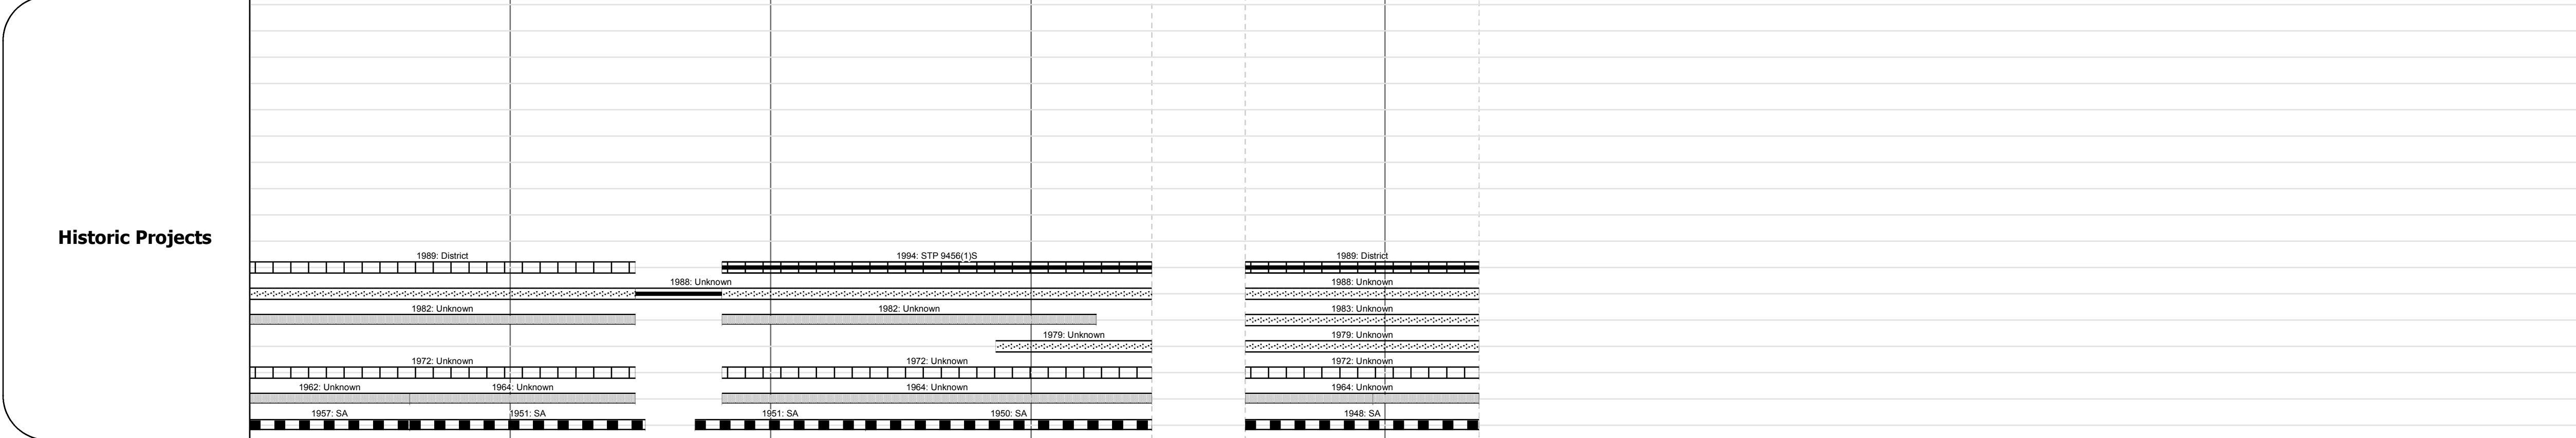 Historic Projects
1989: District 1994: STP 9456(1)S 1989: District
1988: Unknown 1988: Unknown
1982: Unknown 1982: Unknown 1983: Unknown
1979: Unknown 1979: Unknown
1972: Unknown 1972: Unknown 1972: Unknown
1962: Unknown 1964: Unknown 1964: Unknown 1964: Unknown
1957: SA 1951: SA 1951: SA 1950: SA 1948: SA